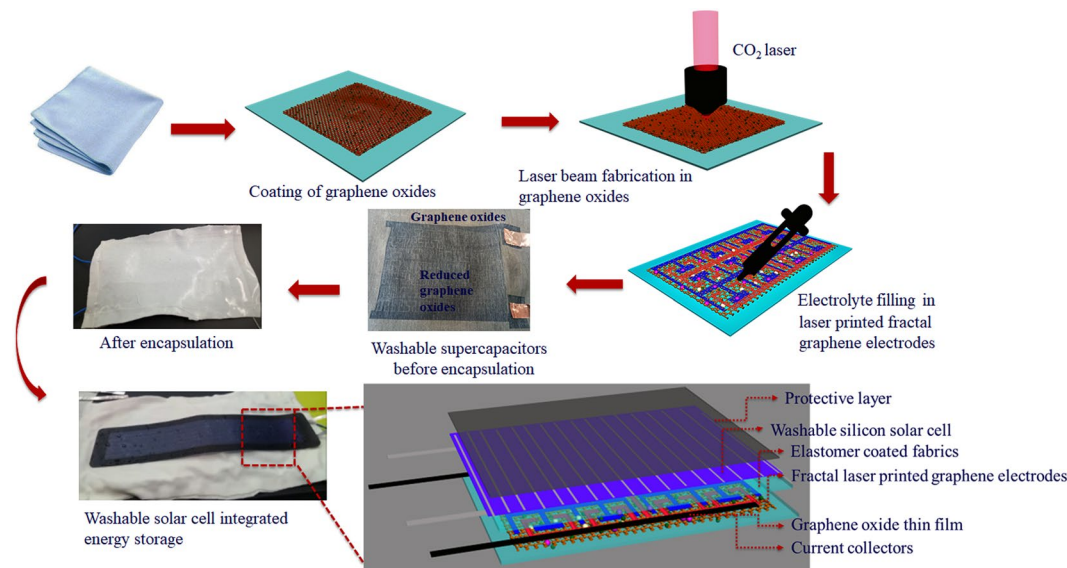 CO₂ laser
Coating of graphene oxides
Laser beam fabrication in
graphene oxides
Electrolyte filling in
laser printed fractal
graphene electrodes
Graphene oxides
Reduced
graphene
oxides
Washable supercapacitors
before encapsulation
After encapsulation
Washable solar cell integrated
energy storage
Protective layer
Washable silicon solar cell
Elastomer coated fabrics
Fractal laser printed graphene electrodes
Graphene oxide thin film
Current collectors